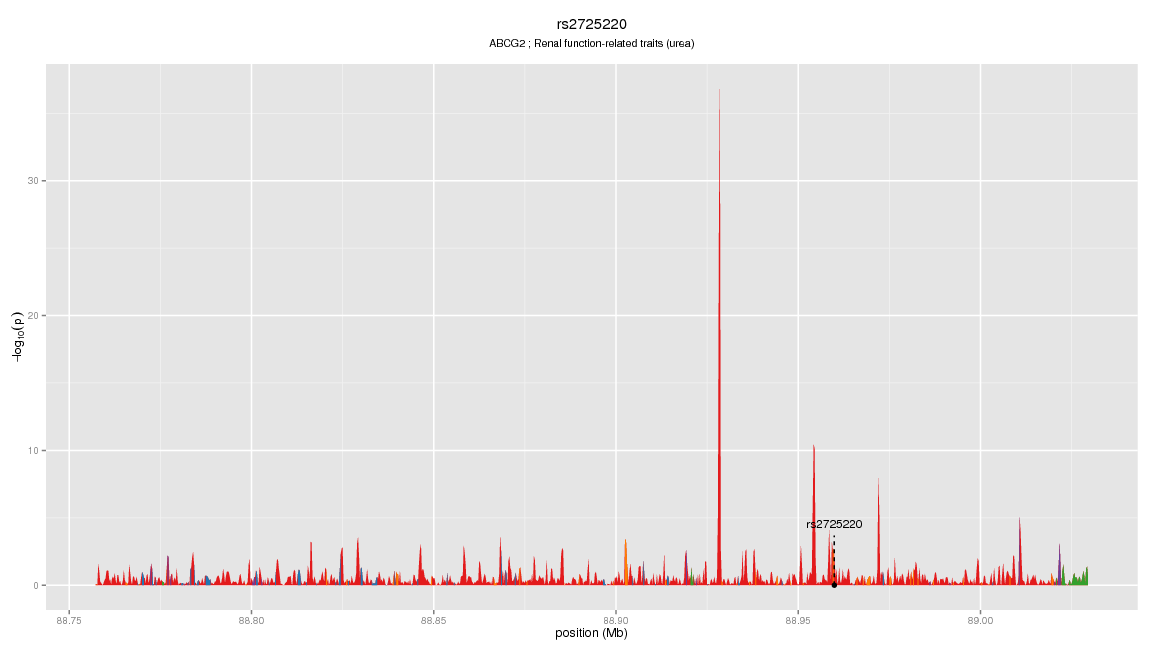 rs2725220
ABCG2 ; Renal function-related traits (urea)
−log₁₀(p)
30
20
10
0
rs2725220
88.75 88.80 88.85 88.90 88.95 89.00
position (Mb)